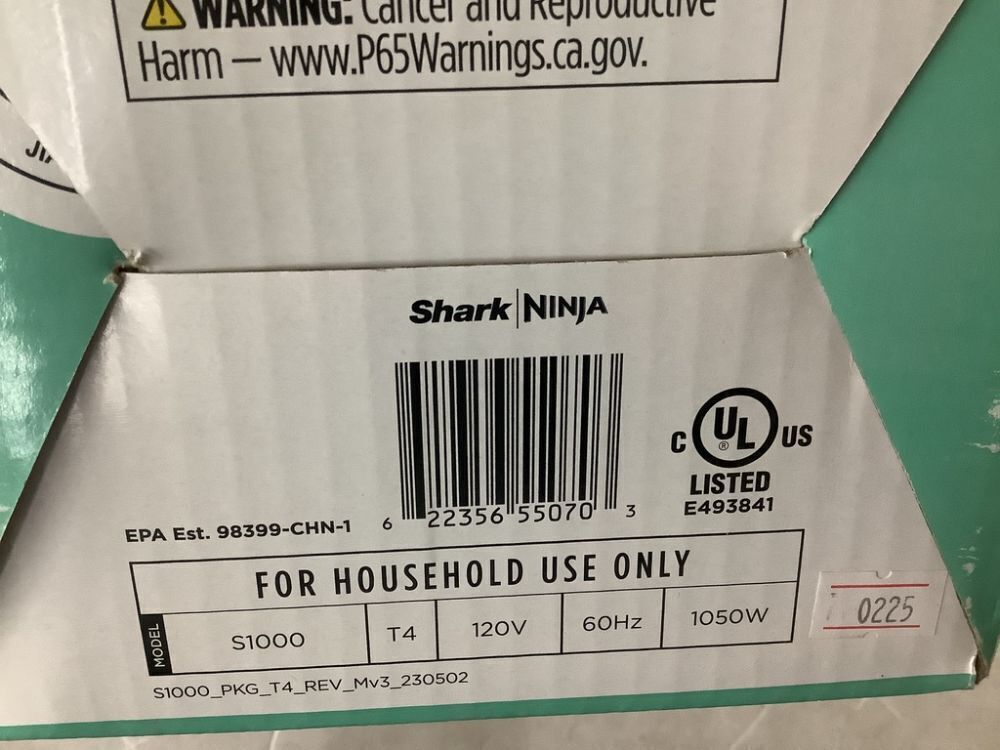 WARNING: Cancer and Reproductive
Harm — www.P65Warnings.ca.gov.
Shark | NINJA
6 22356 55070 3
C UL ® US
LISTED
E493841
EPA Est. 98399-CHN-1
FOR HOUSEHOLD USE ONLY
MODEL S1000 T4 120V 60Hz 1050W
0225
S1000_PKG_T4_REV_Mv3_230502